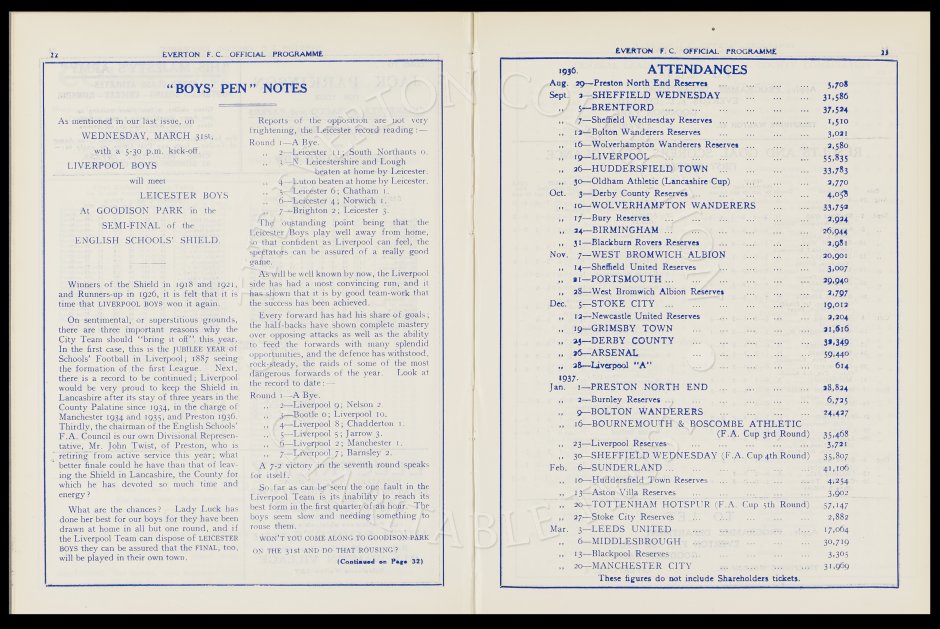 22
EVERTON F. C. OFFICIAL PROGRAMME
"BOYS' PEN" NOTES
As mentioned in our last issue, on
WEDNESDAY, MARCH 31st,
with a 5-30 p.m. kick-off.
LIVERPOOL BOYS
will meet
LEICESTER BOYS
At GOODISON PARK in the
SEMI-FINAL of the
ENGLISH SCHOOLS' SHIELD.
Winners of the Shield in 1918 and 1921,
and Runners-up in 1926, it is felt that it is
time that LIVERPOOL BOYS won it again.
On sentimental, or superstitious grounds,
there are three important reasons why the
City Team should "bring it off" this year.
In the first case, this is the JUBILEE YEAR of
Schools' Football in Liverpool; 1887 seeing
the formation of the first League. Next,
there is a record to be continued; Liverpool
would be very proud to keep the Shield in
Lancashire after its stay of three years in the
County Palatine since 1934, in the charge of
Manchester 1934 and 1935, and Preston 1936.
Thirdly, the chairman of the English Schools'
F.A. Council is our own Divisional Represen-
tative, Mr. John Twist, of Preston, who is
retiring from active service this year; what
better finale could he have than that of leav-
ing the Shield in Lancashire, the County for
which he has devoted so much time and
energy?
What are the chances? Lady Luck has
done her best for our boys for they have been
drawn at home in all but one round, and if
the Liverpool Team can dispose of LEICESTER
BOYS they can be assured that the FINAL, too,
will be played in their own town.
Reports of the opposition are not very
frightening, the Leicester record reading:—
Round 1—A Bye.
,, 2—Leicester 11, South Northants 0.
,, 3—N. Leicestershire and Lough
beaten at home by Leicester.
,, 4—Luton beaten at home by Leicester.
,, 5—Leicester 6; Chatham 1.
,, 6—Leicester 4; Norwich 1.
,, 7—Brighton 2; Leicester 3.
The oustanding point being that the
Leicester Boys play well away from home,
so that confident as Liverpool can feel, the
spectators can be assured of a really good
game.
As will be well known by now, the Liverpool
side has had a most convincing run, and it
has shown that it is by good team-work that
the success has been achieved.
Every forward has had his share of goals;
the half-backs have shown complete mastery
over opposing attacks as well as the ability
to feed the forwards with many splendid
opportunities, and the defence has withstood,
rock-steady, the raids of some of the most
dangerous forwards of the year. Look at
the record to date:—
Round 1—A Bye.
,, 2—Liverpool 9; Nelson 2.
,, 3—Bootle 0; Liverpool 10.
,, 4—Liverpool 8; Chadderton 1.
,, 5—Liverpool 5; Jarrow 3.
,, 6—Liverpool 2; Manchester 1.
,, 7—Liverpool 7; Barnsley 2.
A 7-2 victory in the seventh round speaks
for itself.
So far as can be seen the one fault in the
Liverpool Team is its inability to reach its
best form in the first quarter of an hour. The
boys seem slow and needing something to
rouse them.
WON'T YOU COME ALONG TO GOODISON PARK
ON THE 31ST AND DO THAT ROUSING?
(Continued on Page 32)
EVERTON F. C. OFFICIAL PROGRAMME
23
ATTENDANCES
1936.
Aug. 29—Preston North End Reserves ... 5,708
Sept. 2—SHEFFIELD WEDNESDAY ... 31,586
,, 5—BRENTFORD ... 37,524
,, 7—Sheffield Wednesday Reserves ... 1,510
,, 12—Bolton Wanderers Reserves ... 3,021
,, 16—Wolverhampton Wanderers Reserves ... 2,580
,, 19—LIVERPOOL ... 55,835
,, 26—HUDDERSFIELD TOWN ... 33,783
,, 30—Oldham Athletic (Lancashire Cup) ... 2,770
Oct. 3—Derby County Reserves ... 4,058
,, 10—WOLVERHAMPTON WANDERERS ... 33,752
,, 17—Bury Reserves ... 2,924
,, 24—BIRMINGHAM ... 26,944
,, 31—Blackburn Rovers Reserves ... 2,981
Nov. 7—WEST BROMWICH ALBION ... 20,901
,, 14—Sheffield United Reserves ... 3,007
,, 21—PORTSMOUTH ... 29,940
,, 28—West Bromwich Albion Reserves ... 2,797
Dec. 5—STOKE CITY ... 19,012
,, 12—Newcastle United Reserves ... 2,204
,, 19—GRIMSBY TOWN ... 21,616
,, 25—DERBY COUNTY ... 38,349
,, 26—ARSENAL ... 59,440
,, 28—Liverpool "A" ... 614
1937.
Jan. 1—PRESTON NORTH END ... 28,824
,, 2—Burnley Reserves ... 6,725
,, 9—BOLTON WANDERERS ... 24,427
,, 16—BOURNEMOUTH & BOSCOMBE ATHLETIC
(F.A. Cup 3rd Round) 35,468
,, 23—Liverpool Reserves ... 3,721
,, 30—SHEFFIELD WEDNESDAY (F.A. Cup 4th Round) 35,807
Feb. 6—SUNDERLAND ... 41,106
,, 10—Huddersfield Town Reserves ... 4,254
,, 13—Aston Villa Reserves ... 3,902
,, 20—TOTTENHAM HOTSPUR (F.A. Cup 5th Round) 57,147
,, 27—Stoke City Reserves ... 2,882
Mar. 3—LEEDS UNITED ... 17,064
,, 6—MIDDLESBROUGH ... 30,719
,, 13—Blackpool Reserves ... 3,305
,, 20—MANCHESTER CITY ... 31,969
These figures do not include Shareholders tickets.